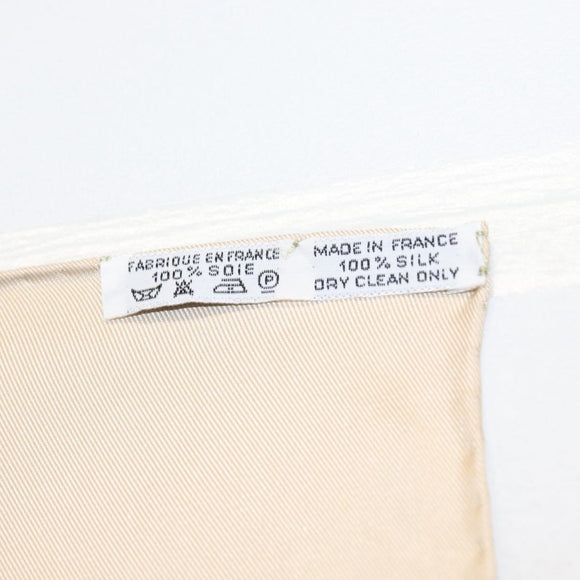 FABRIQUE EN FRANCE
100 % SOIE
P
MADE IN FRANCE
100 % SILK
DRY CLEAN ONLY